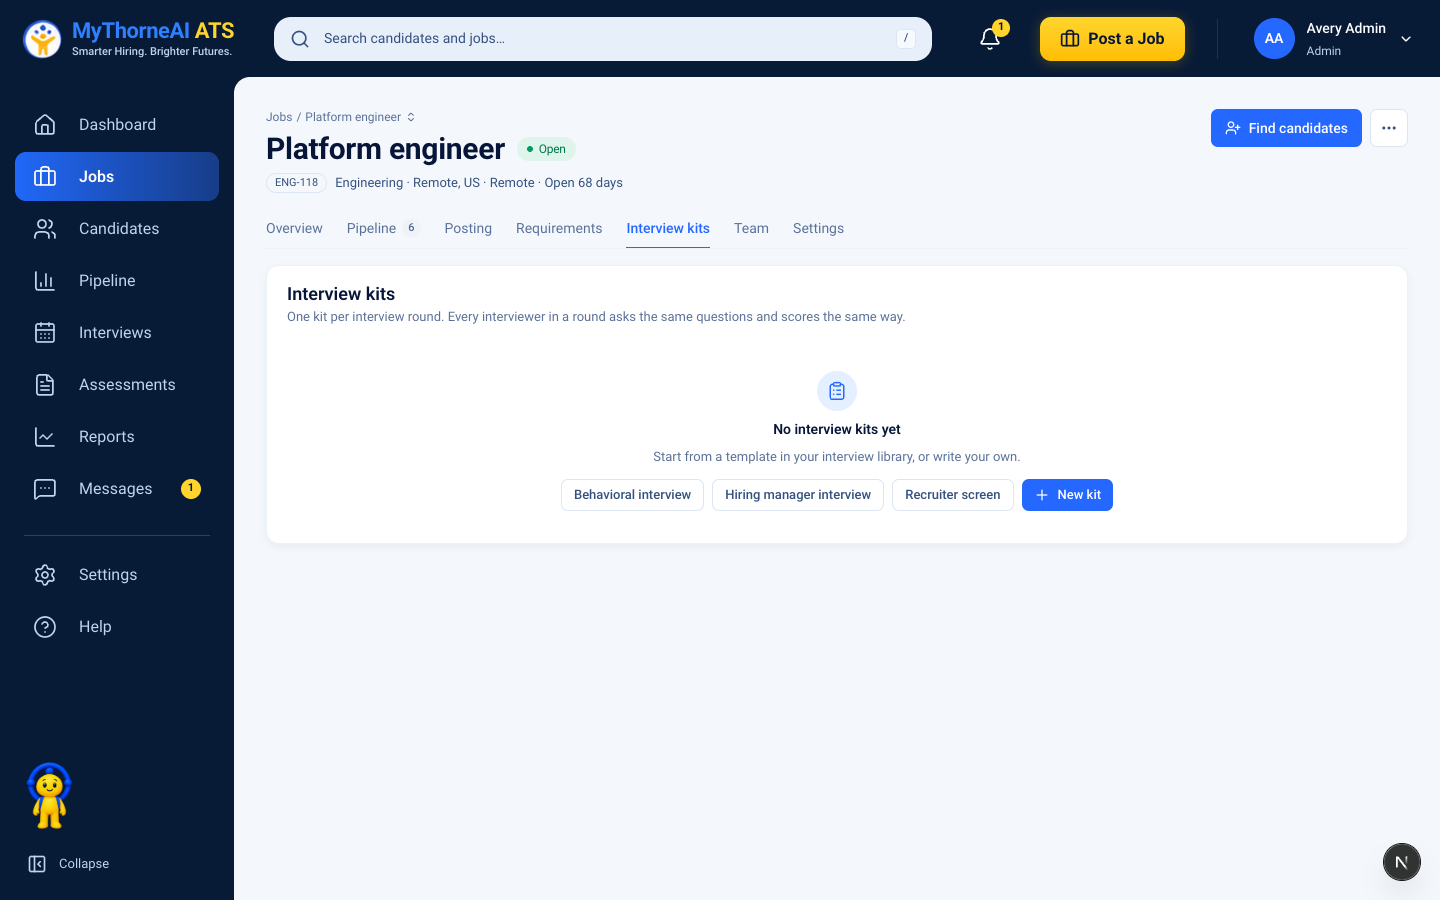 MyThorneAI ATS
Smarter Hiring. Brighter Futures.
Search candidates and jobs...
/
1
Post a Job
AA
Avery Admin
Admin
Dashboard
Jobs
Candidates
Pipeline
Interviews
Assessments
Reports
Messages
1
Settings
Help
Collapse
Jobs / Platform engineer
Platform engineer
Open
ENG-118
Engineering · Remote, US · Remote · Open 68 days
Find candidates
Overview
Pipeline 6
Posting
Requirements
Interview kits
Team
Settings
Interview kits
One kit per interview round. Every interviewer in a round asks the same questions and scores the same way.
No interview kits yet
Start from a template in your interview library, or write your own.
Behavioral interview
Hiring manager interview
Recruiter screen
New kit
N